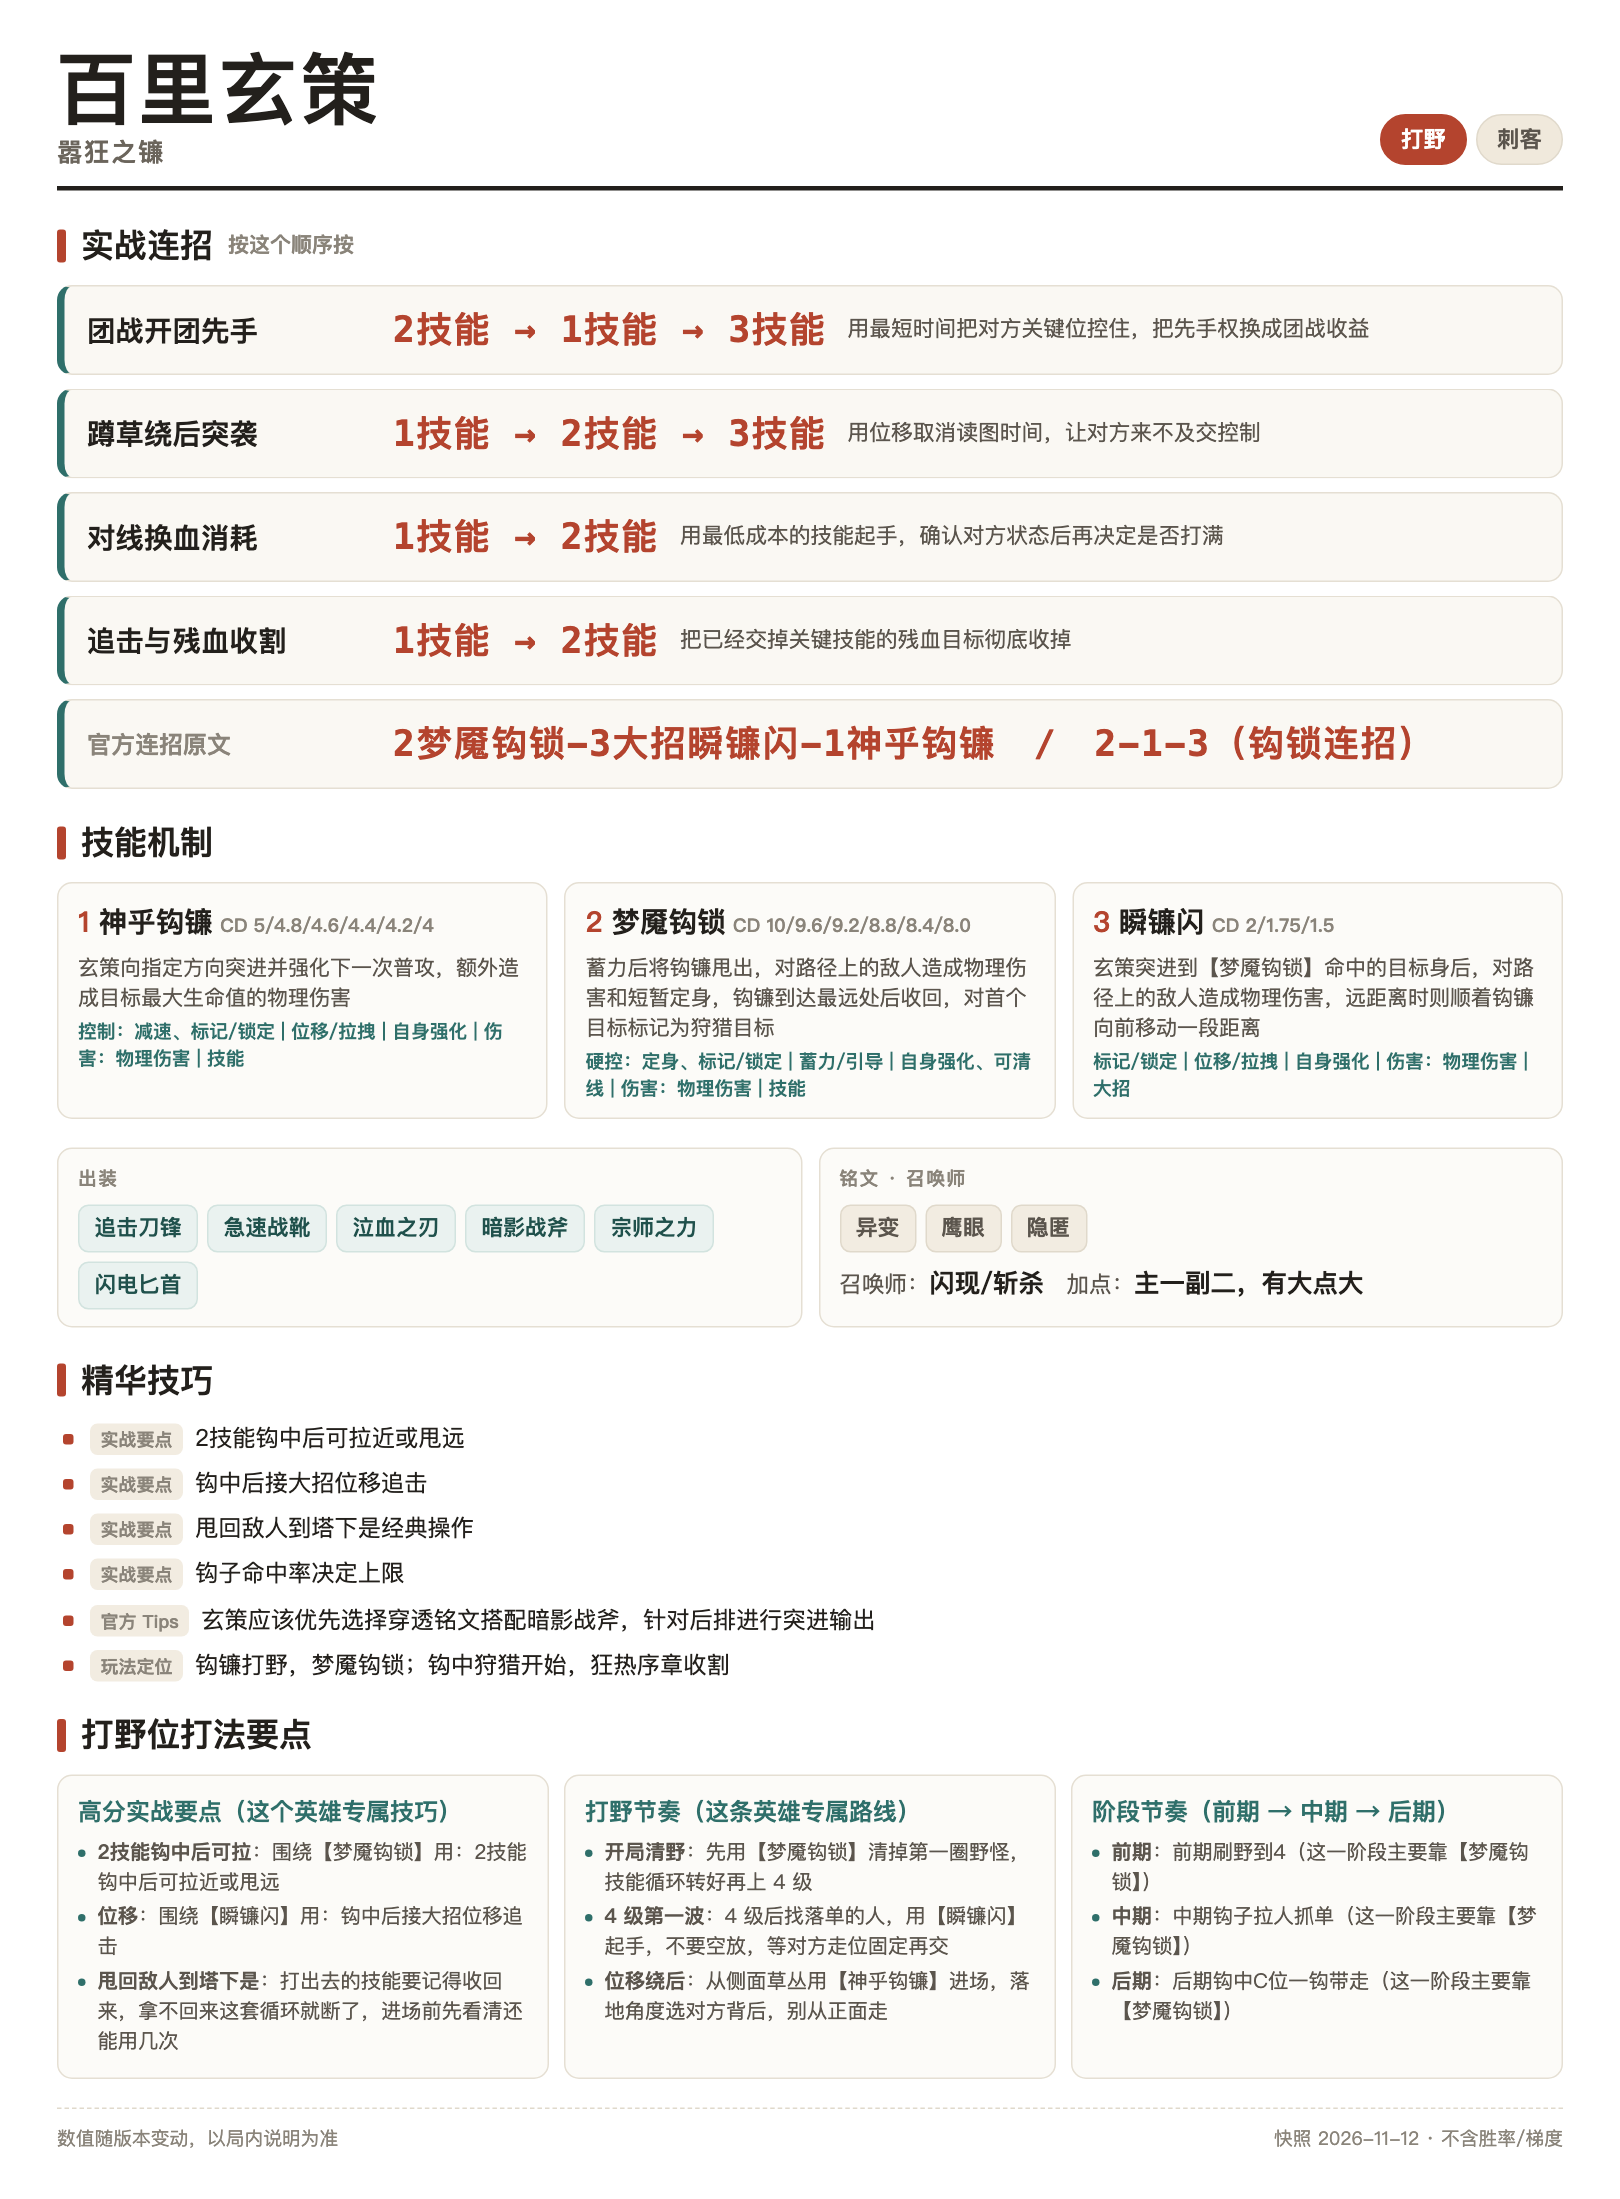 百里玄策
嚣狂之镰
打野 刺客
实战连招 按这个顺序按
团战开团先手 2技能 → 1技能 → 3技能 用最短时间把对方关键位控住，把先手权换成团战收益
蹲草绕后突袭 1技能 → 2技能 → 3技能 用位移取消读图时间，让对方来不及交控制
对线换血消耗 1技能 → 2技能 用最低成本的技能起手，确认对方状态后再决定是否打满
追击与残血收割 1技能 → 2技能 把已经交掉关键技能的残血目标彻底收掉
官方连招原文 2梦魇钩锁–3大招瞬镰闪–1神乎钩镰 / 2–1–3（钩锁连招）
技能机制
1 神乎钩镰 CD 5/4.8/4.6/4.4/4.2/4
玄策向指定方向突进并强化下一次普攻，额外造
成目标最大生命值的物理伤害
控制：减速、标记/锁定 | 位移/拉拽 | 自身强化 | 伤
害：物理伤害 | 技能
2 梦魇钩锁 CD 10/9.6/9.2/8.8/8.4/8.0
蓄力后将钩镰甩出，对路径上的敌人造成物理伤
害和短暂定身，钩镰到达最远处后收回，对首个
目标标记为狩猎目标
硬控：定身、标记/锁定 | 蓄力/引导 | 自身强化、可清
线 | 伤害：物理伤害 | 技能
3 瞬镰闪 CD 2/1.75/1.5
玄策突进到【梦魇钩锁】命中的目标身后，对路
径上的敌人造成物理伤害，远距离时则顺着钩镰
向前移动一段距离
标记/锁定 | 位移/拉拽 | 自身强化 | 伤害：物理伤害 |
大招
出装
追击刀锋 急速战靴 泣血之刃 暗影战斧 宗师之力
闪电匕首
铭文 · 召唤师
异变 鹰眼 隐匿
召唤师：闪现/斩杀 加点：主一副二，有大点大
精华技巧
实战要点 2技能钩中后可拉近或甩远
实战要点 钩中后接大招位移追击
实战要点 甩回敌人到塔下是经典操作
实战要点 钩子命中率决定上限
官方 Tips 玄策应该优先选择穿透铭文搭配暗影战斧，针对后排进行突进输出
玩法定位 钩镰打野，梦魇钩锁；钩中狩猎开始，狂热序章收割
打野位打法要点
高分实战要点（这个英雄专属技巧）
2技能钩中后可拉：围绕【梦魇钩锁】用：2技能
钩中后可拉近或甩远
位移：围绕【瞬镰闪】用：钩中后接大招位移追
击
甩回敌人到塔下是：打出去的技能要记得收回
来，拿不回来这套循环就断了，进场前先看清还
能用几次
打野节奏（这条英雄专属路线）
开局清野：先用【梦魇钩锁】清掉第一圈野怪，
技能循环转好再上 4 级
4 级第一波：4 级后找落单的人，用【瞬镰闪】
起手，不要空放，等对方走位固定再交
位移绕后：从侧面草丛用【神乎钩镰】进场，落
地角度选对方背后，别从正面走
阶段节奏（前期 → 中期 → 后期）
前期：前期刷野到4（这一阶段主要靠【梦魇钩
锁】）
中期：中期钩子拉人抓单（这一阶段主要靠【梦
魇钩锁】）
后期：后期钩中C位一钩带走（这一阶段主要靠
【梦魇钩锁】）
数值随版本变动，以局内说明为准
快照 2026–11–12 · 不含胜率/梯度